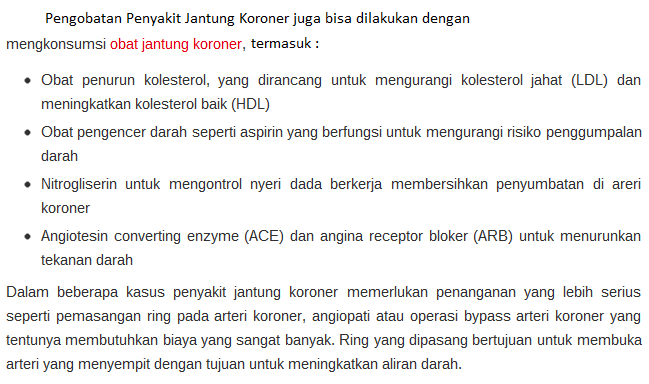 Pengobatan Penyakit Jantung Koroner juga bisa dilakukan dengan
mengkonsumsi obat jantung koroner, termasuk :
• Obat penurun kolesterol, yang dirancang untuk mengurangi kolesterol jahat (LDL) dan
meningkatkan kolesterol baik (HDL)
• Obat pengencer darah seperti aspirin yang berfungsi untuk mengurangi risiko penggumpalan
darah
• Nitrogliserin untuk mengontrol nyeri dada berkerja membersihkan penyumbatan di areri
koroner
• Angiotesin converting enzyme (ACE) dan angina receptor bloker (ARB) untuk menurunkan
tekanan darah
Dalam beberapa kasus penyakit jantung koroner memerlukan penanganan yang lebih serius
seperti pemasangan ring pada arteri koroner, angiopati atau operasi bypass arteri koroner yang
tentunya membutuhkan biaya yang sangat banyak. Ring yang dipasang bertujuan untuk membuka
arteri yang menyempit dengan tujuan untuk meningkatkan aliran darah.